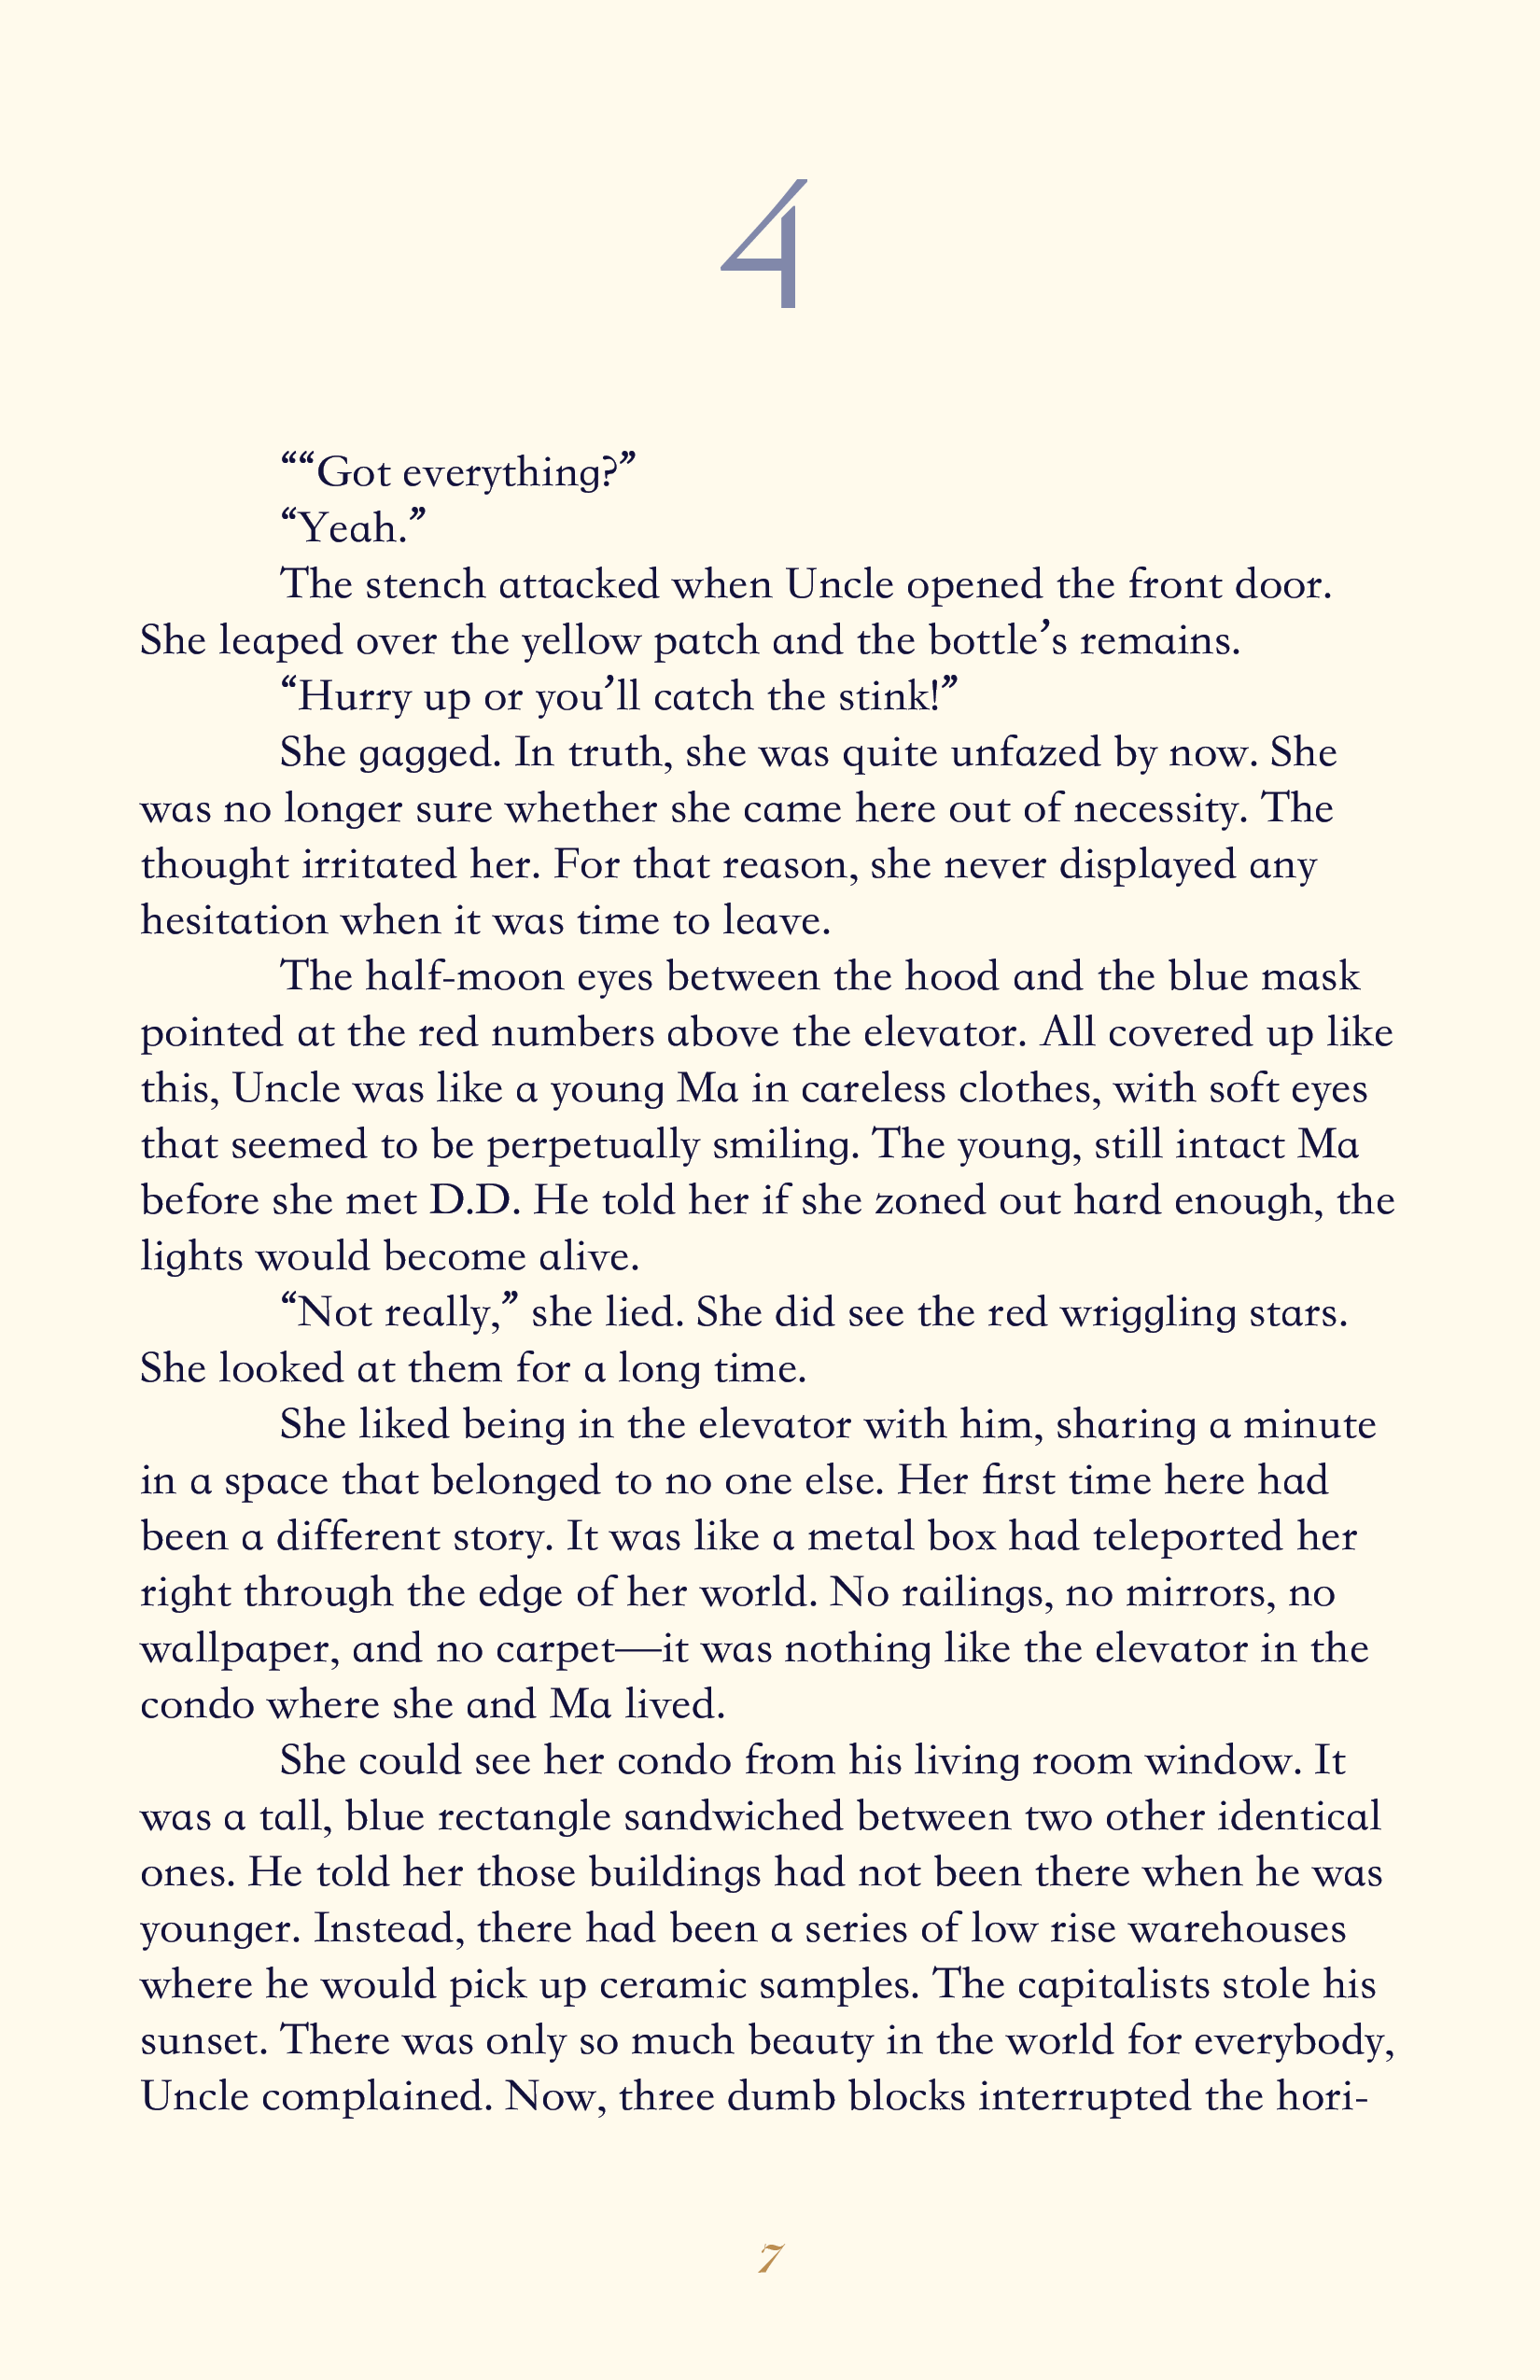 4
““Got everything?”
“Yeah.”
The stench attacked when Uncle opened the front door.
She leaped over the yellow patch and the bottle’s remains.
“Hurry up or you’ll catch the stink!”
She gagged. In truth, she was quite unfazed by now. She
was no longer sure whether she came here out of necessity. The
thought irritated her. For that reason, she never displayed any
hesitation when it was time to leave.
The half-moon eyes between the hood and the blue mask
pointed at the red numbers above the elevator. All covered up like
this, Uncle was like a young Ma in careless clothes, with soft eyes
that seemed to be perpetually smiling. The young, still intact Ma
before she met D.D. He told her if she zoned out hard enough, the
lights would become alive.
“Not really,” she lied. She did see the red wriggling stars.
She looked at them for a long time.
She liked being in the elevator with him, sharing a minute
in a space that belonged to no one else. Her first time here had
been a different story. It was like a metal box had teleported her
right through the edge of her world. No railings, no mirrors, no
wallpaper, and no carpet—it was nothing like the elevator in the
condo where she and Ma lived.
She could see her condo from his living room window. It
was a tall, blue rectangle sandwiched between two other identical
ones. He told her those buildings had not been there when he was
younger. Instead, there had been a series of low rise warehouses
where he would pick up ceramic samples. The capitalists stole his
sunset. There was only so much beauty in the world for everybody,
Uncle complained. Now, three dumb blocks interrupted the hori-
7